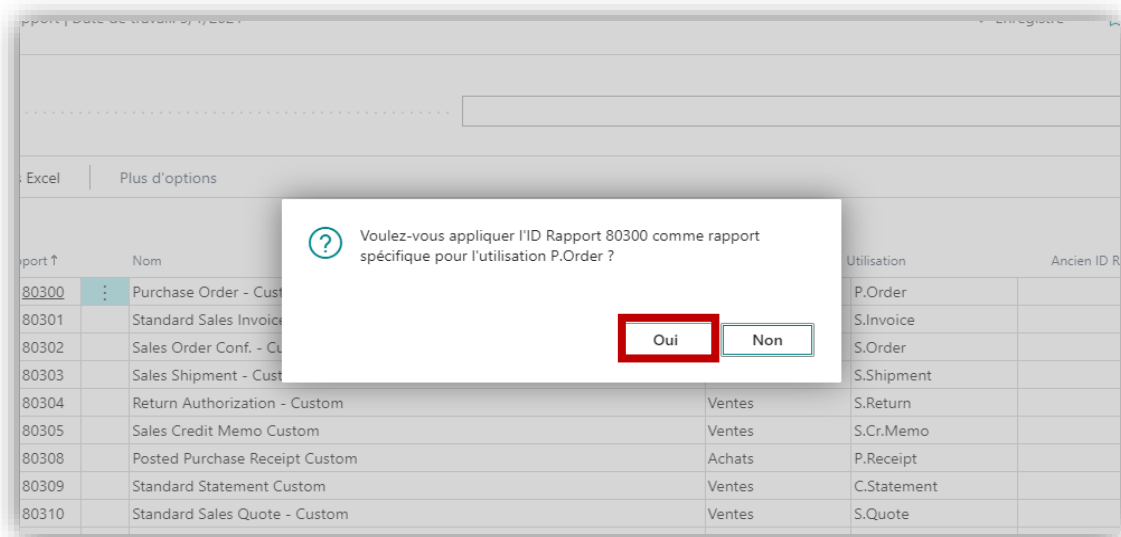 Excel Plus d'options
Voulez-vous appliquer l'ID Rapport 80300 comme rapport
spécifique pour l'utilisation P.Order ?
Oui Non
pport ↑ Nom Utilisation Ancien ID R
80300 Purchase Order - Cust P.Order
80301 Standard Sales Invoice S.Invoice
80302 Sales Order Conf. - Cu S.Order
80303 Sales Shipment - Cust S.Shipment
80304 Return Authorization - Custom Ventes S.Return
80305 Sales Credit Memo Custom Ventes S.Cr.Memo
80308 Posted Purchase Receipt Custom Achats P.Receipt
80309 Standard Statement Custom Ventes C.Statement
80310 Standard Sales Quote - Custom Ventes S.Quote